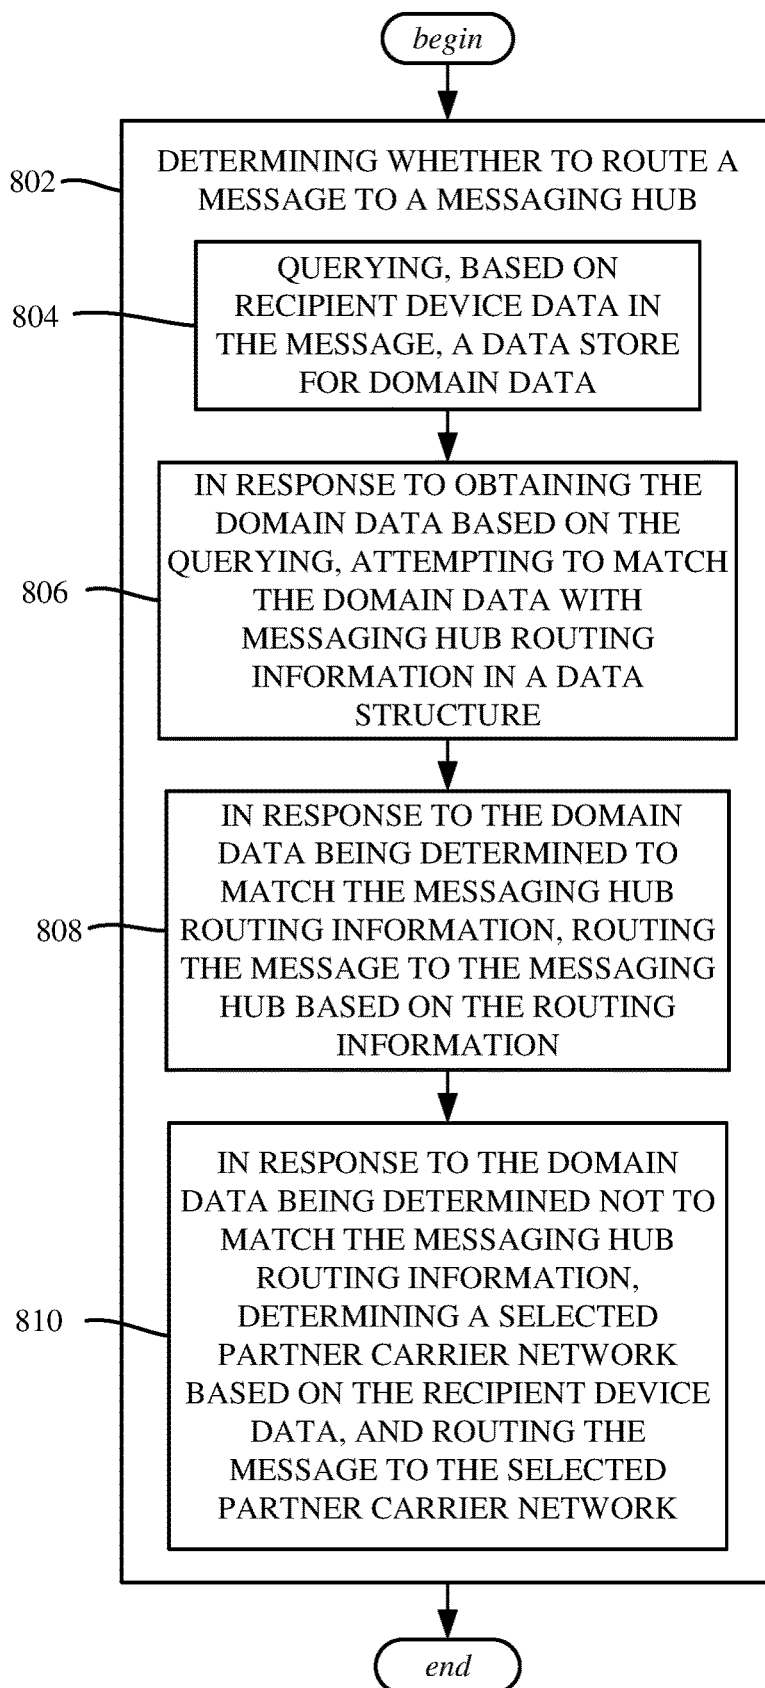 begin
802
DETERMINING WHETHER TO ROUTE A
MESSAGE TO A MESSAGING HUB
804
QUERYING, BASED ON
RECIPIENT DEVICE DATA IN
THE MESSAGE, A DATA STORE
FOR DOMAIN DATA
806
IN RESPONSE TO OBTAINING THE
DOMAIN DATA BASED ON THE
QUERYING, ATTEMPTING TO MATCH
THE DOMAIN DATA WITH
MESSAGING HUB ROUTING
INFORMATION IN A DATA
STRUCTURE
808
IN RESPONSE TO THE DOMAIN
DATA BEING DETERMINED TO
MATCH THE MESSAGING HUB
ROUTING INFORMATION, ROUTING
THE MESSAGE TO THE MESSAGING
HUB BASED ON THE ROUTING
INFORMATION
810
IN RESPONSE TO THE DOMAIN
DATA BEING DETERMINED NOT TO
MATCH THE MESSAGING HUB
ROUTING INFORMATION,
DETERMINING A SELECTED
PARTNER CARRIER NETWORK
BASED ON THE RECIPIENT DEVICE
DATA, AND ROUTING THE
MESSAGE TO THE SELECTED
PARTNER CARRIER NETWORK
end